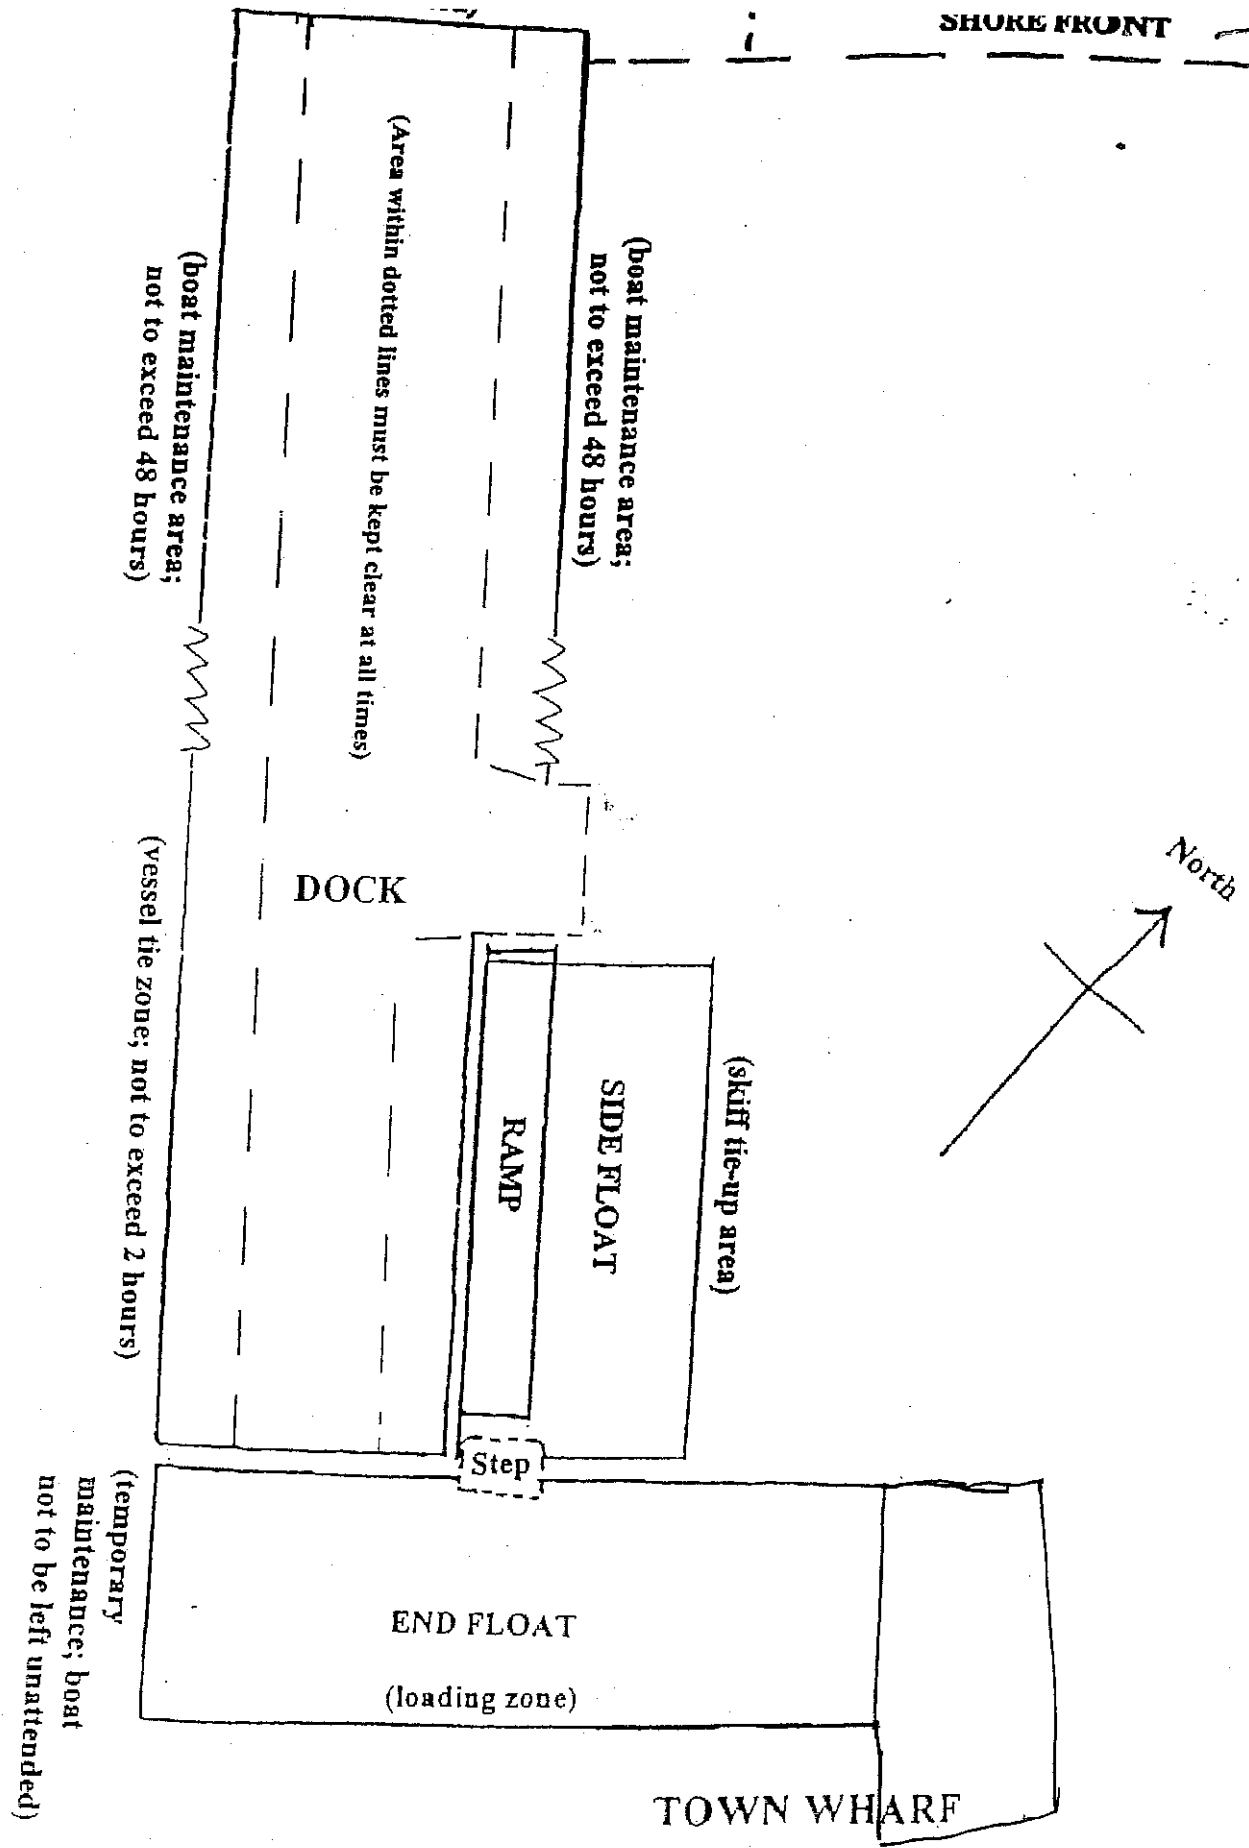 SHORE FRONT
(Area within dotted lines must be kept clear at all times)
(boat maintenance area;
not to exceed 48 hours)
(boat maintenance area;
not to exceed 48 hours)
DOCK
North
(vessel tie zone; not to exceed 2 hours)
RAMP
SIDE FLOAT
(skiff tie-up area)
Step
(temporary
maintenance; boat
not to be left unattended)
END FLOAT
(loading zone)
TOWN WHARF